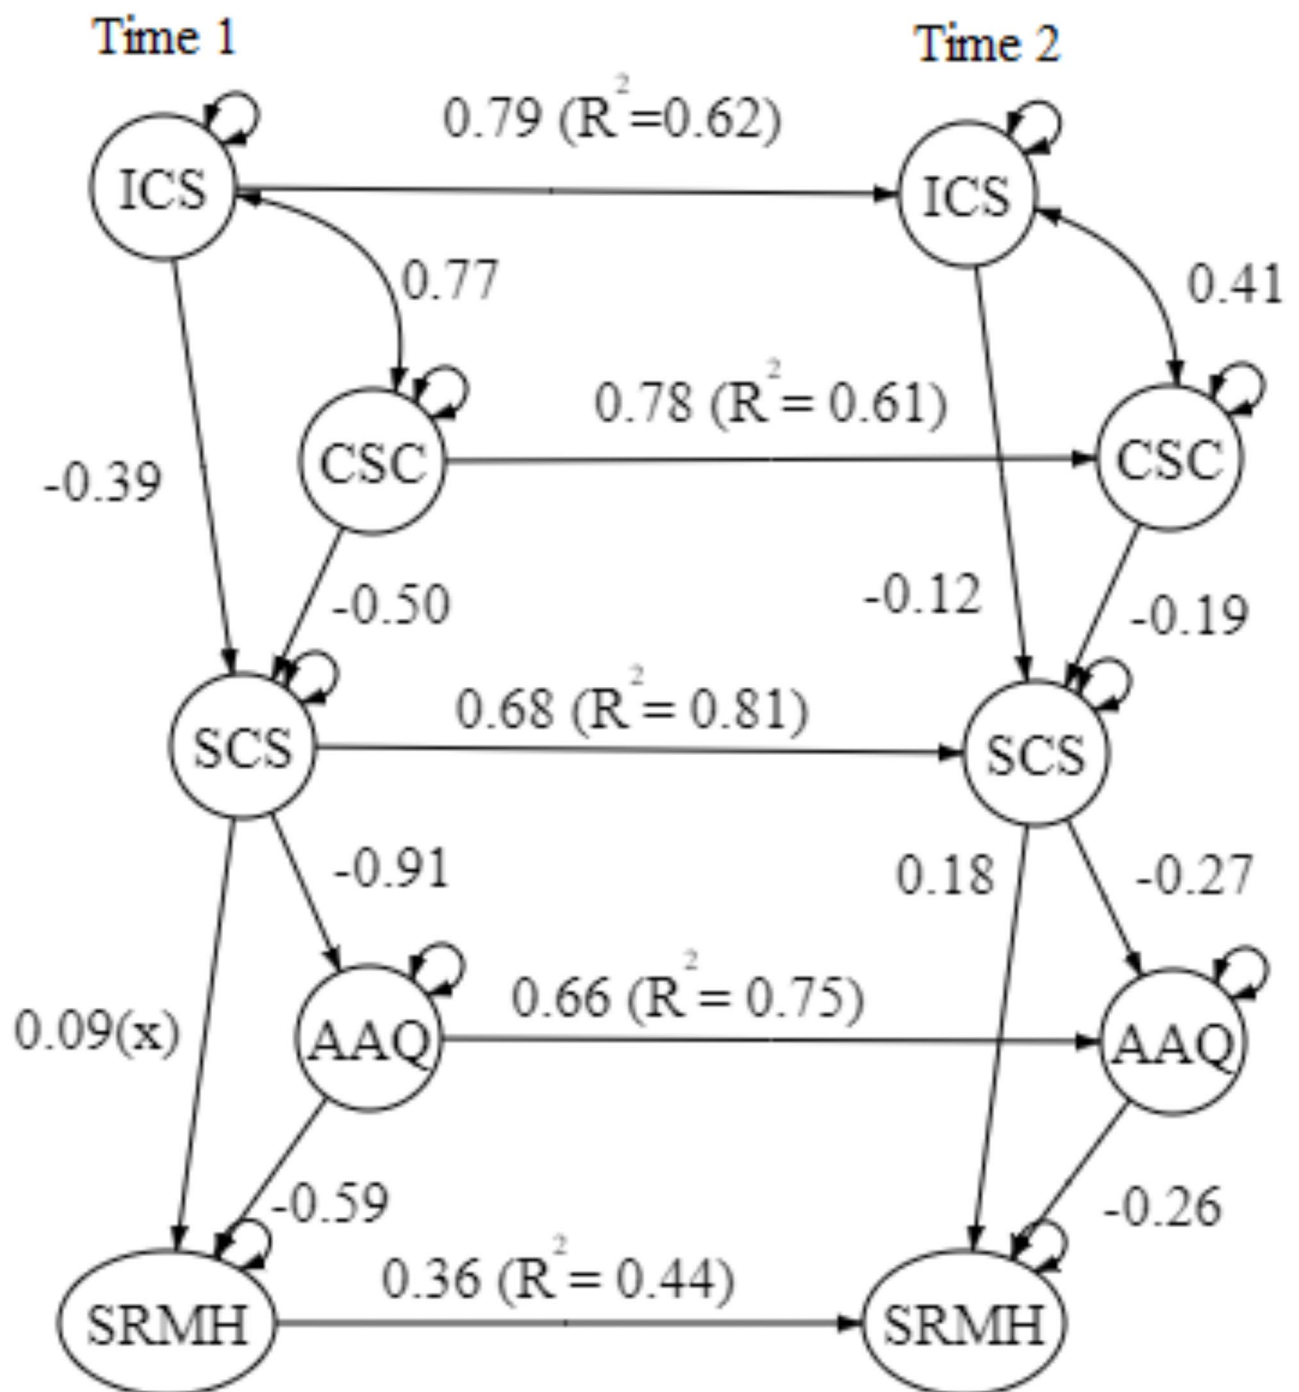 Time 1
Time 2
0.79 (R²=0.62)
ICS
ICS
0.77
0.41
0.78 (R²= 0.61)
CSC
CSC
-0.39
-0.50
-0.12
-0.19
0.68 (R²= 0.81)
SCS
SCS
-0.91
0.18
-0.27
0.66 (R²= 0.75)
0.09(x)
AAQ
AAQ
-0.59
-0.26
0.36 (R²= 0.44)
SRMH
SRMH